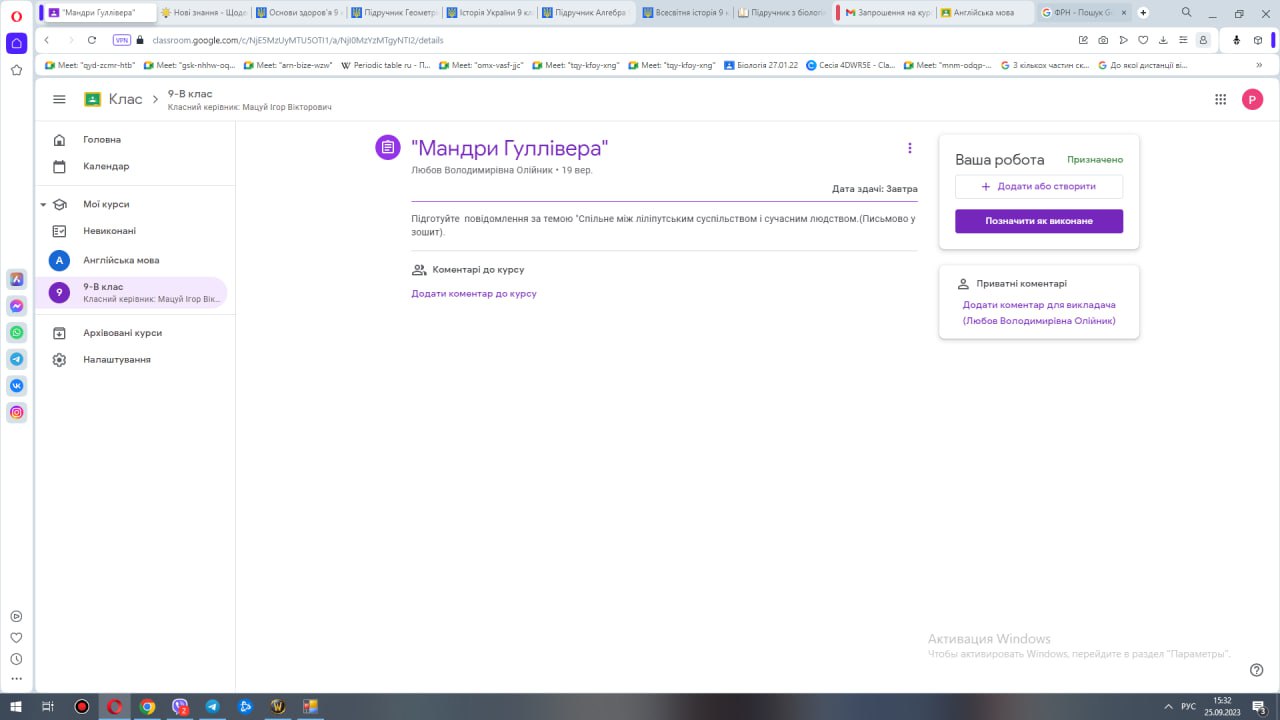 "Мандри Гуллівера"
Нові знання - Щод
Основи здоров'я 9 -
Підручник Геометр
Історія України 9 кл
Підручник Алгебра
Всесвітня історія 9 к
Підручник з біолог
Запрошення на кур
Англійська мова
ФРН - Пошук G
VPN
classroom.google.com/c/NjE5MzUyMTU5OTI1/a/NjI0MzYzMTgyNTI2/details
Meet: "qyd-zcmr-htb"
Meet: "gsk-nhhw-oq...
Meet: "arn-bize-wzw"
Periodic table ru - П...
Meet: "omx-vasf-jjc"
Meet: "tqy-kfoy-xng"
Meet: "tqy-kfoy-xng"
Біологія 27.01.22
Сесія 4DWR5E - Cla...
Meet: "mnm-odqp-...
З кількох частин ск...
До якої дистанції ві...
Клас
9-В клас
Класний керівник: Мацуй Ігор Вікторович
P
Головна
Календар
Мої курси
Невиконані
А
Англійська мова
9
9-В клас
Класний керівник: Мацуй Ігор Вік...
Архівовані курси
Налаштування
"Мандри Гуллівера"
Любов Володимирівна Олійник • 19 вер.
Дата здачі: Завтра
Підготуйте повідомлення за темою "Спільне між ліліпутським суспільством і сучасним людством.(Письмово у
зошит).
Коментарі до курсу
Додати коментар до курсу
Ваша робота
Призначено
Додати або створити
Позначити як виконане
Приватні коментарі
Додати коментар для викладача
(Любов Володимирівна Олійник)
Активация Windows
Чтобы активировать Windows, перейдите в раздел "Параметры".
2
РУС
15:32
25.09.2023
3